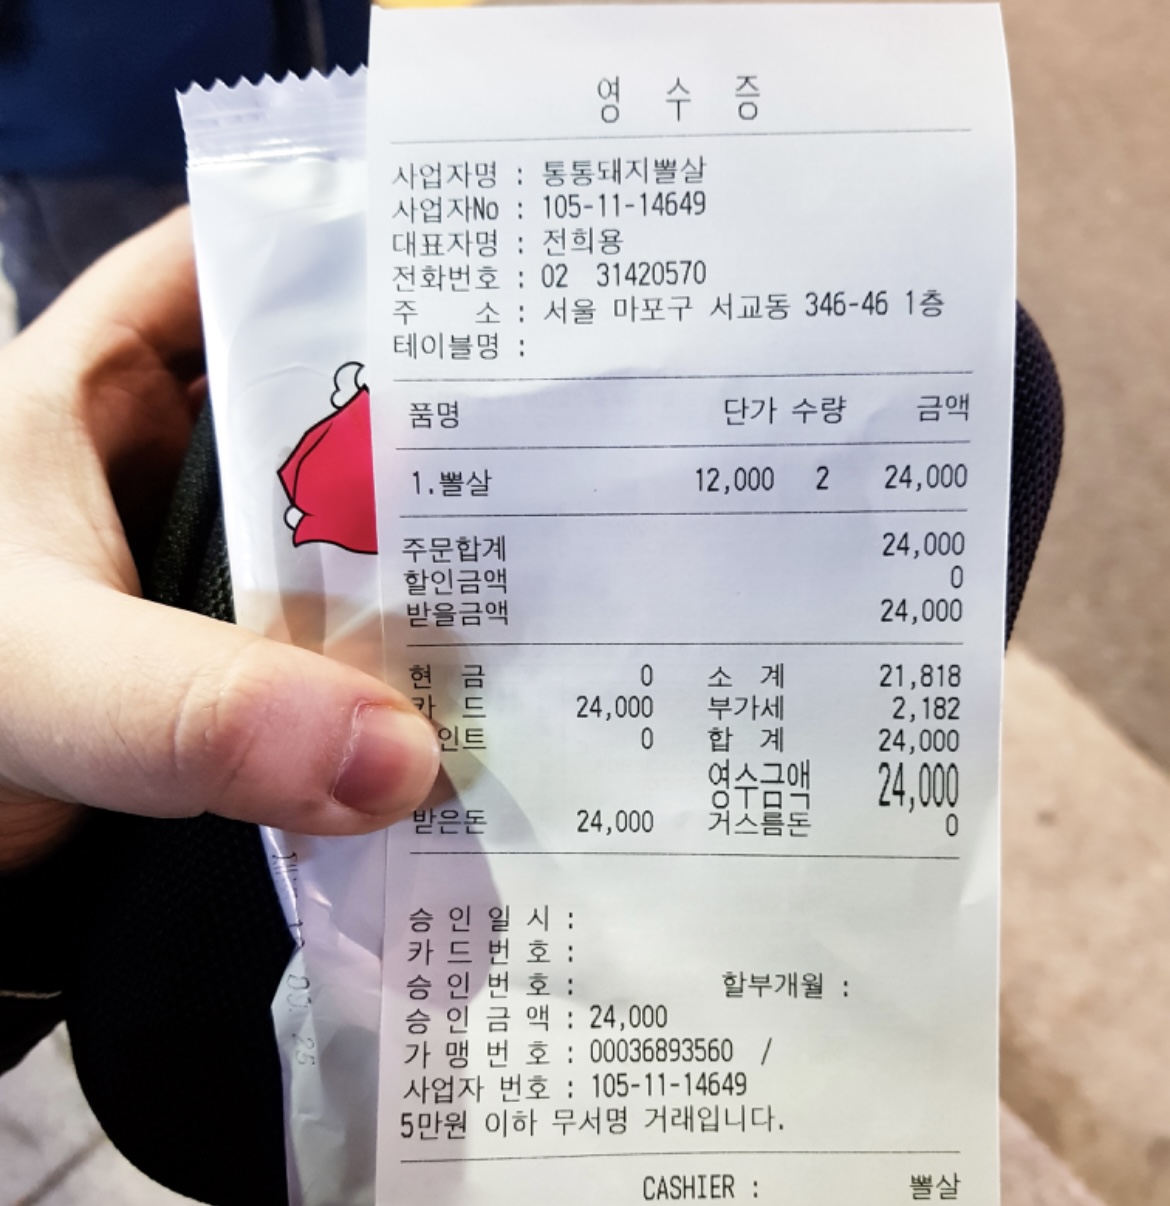 영 수 증
사업자명 : 통통돼지뽈살
사업자No : 105-11-14649
대표자명 : 전희용
전화번호 : 02 31420570
주 소 : 서울 마포구 서교동 346-46 1층
테이블명 :
품명 단가 수량 금액
1.뽈살 12,000 2 24,000
주문합계 24,000
할인금액 0
받을금액 24,000
현 금 0 소 계 21,818
카 드 24,000 부가세 2,182
인트 0 합 계 24,000
영수금액 24,000
받은돈 24,000 거스름돈 0
승 인 일 시 :
카 드 번 호 :
승 인 번 호 : 할부개월 :
승 인 금 액 : 24,000
가 맹 번 호 : 00036893560 /
사업자 번호 : 105-11-14649
5만원 이하 무서명 거래입니다.
CASHIER : 뽈살